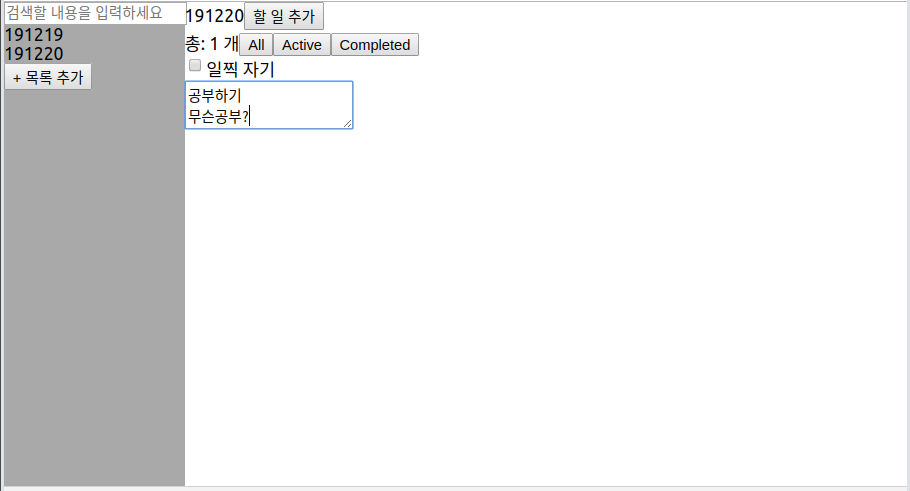 검색할 내용을 입력하세요
191219
191220
+ 목록 추가
191220 할 일 추가
총: 1 개 All Active Completed
일찍 자기
공부하기
무슨공부?